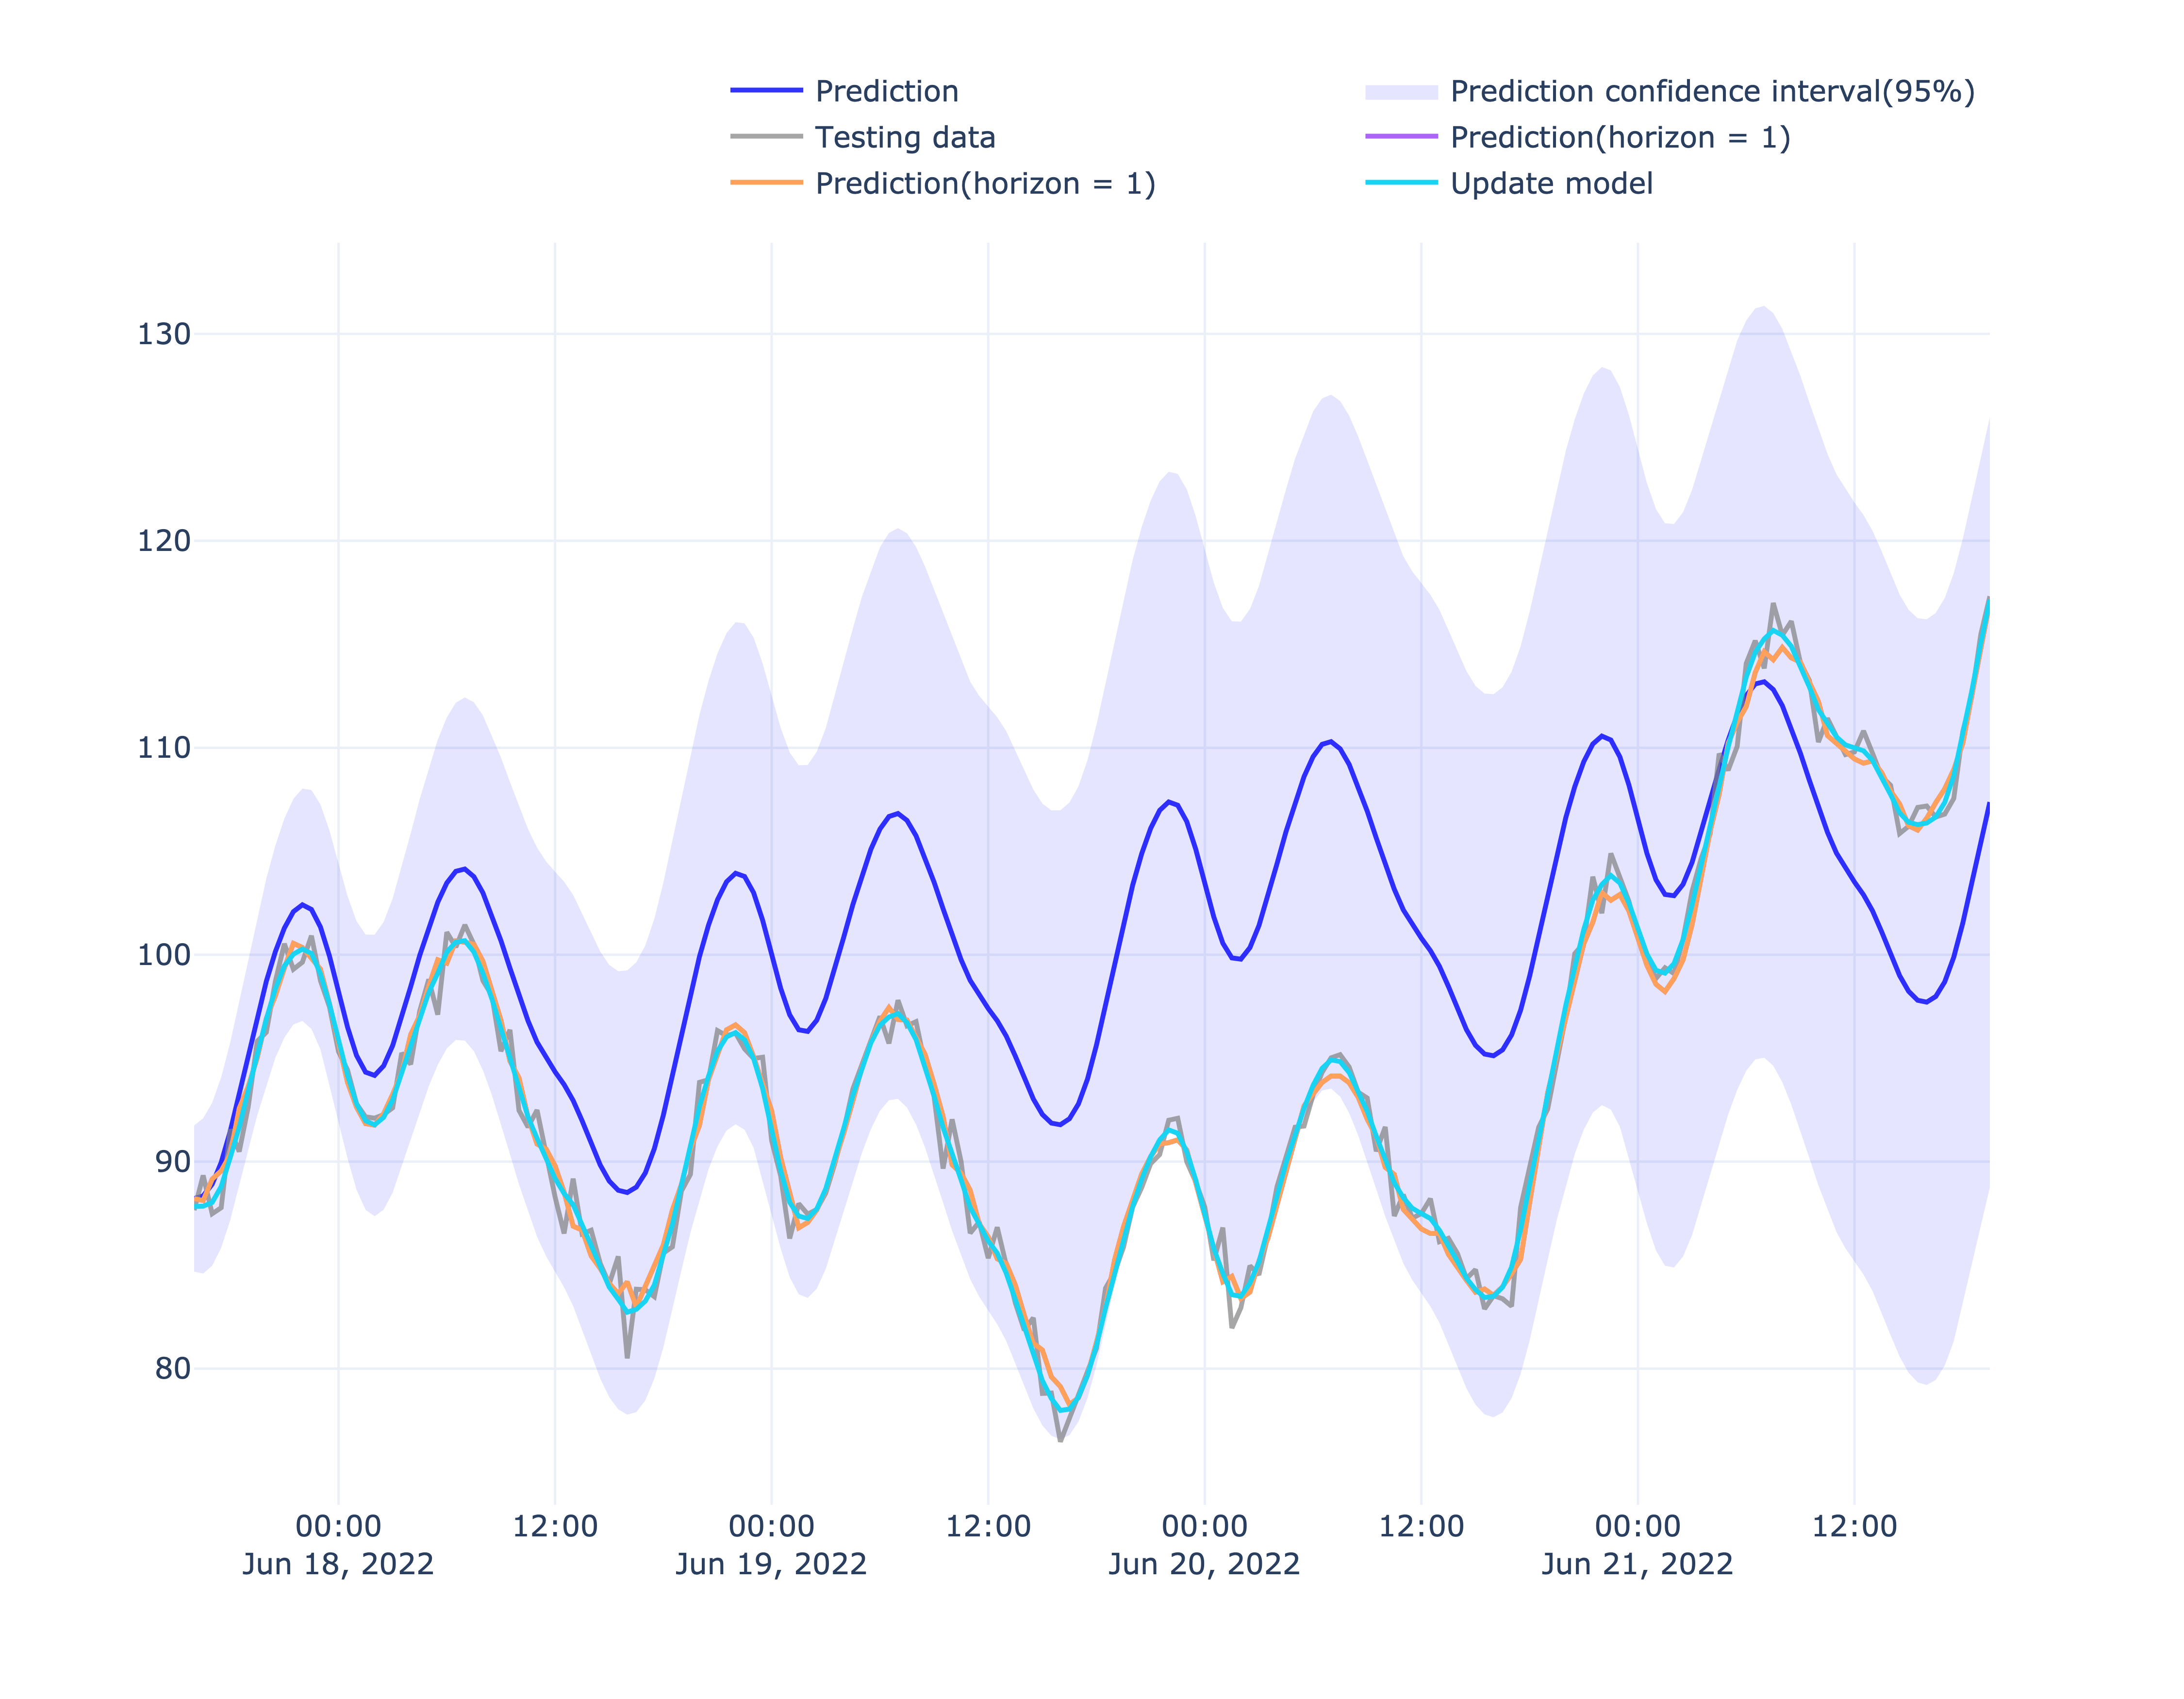 Prediction
Prediction confidence interval(95%)
Testing data
Prediction(horizon = 1)
Prediction(horizon = 1)
Update model
130
120
110
100
90
80
00:00 12:00 00:00 12:00 00:00 12:00 00:00 12:00
Jun 18, 2022 Jun 19, 2022 Jun 20, 2022 Jun 21, 2022